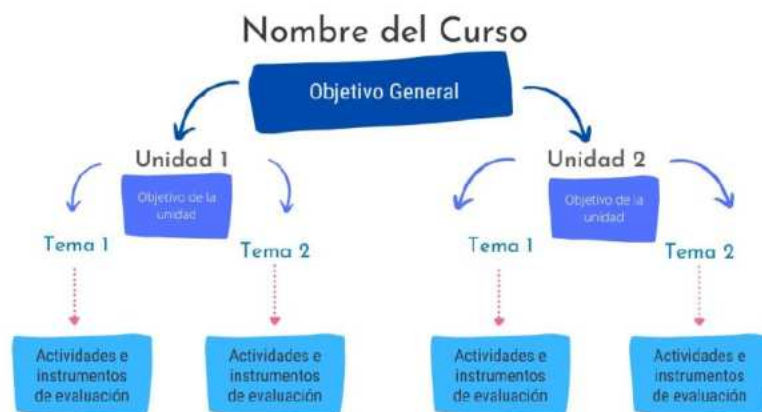 Nombre del Curso
Objetivo General
Unidad 1
Objetivo de la
unidad
Tema 1
Tema 2
Actividades e
instrumentos
de evaluación
Actividades e
instrumentos
de evaluación
Unidad 2
Objetivo de la
unidad
Tema 1
Tema 2
Actividades e
instrumentos
de evaluación
Actividades e
instrumentos
de evaluación